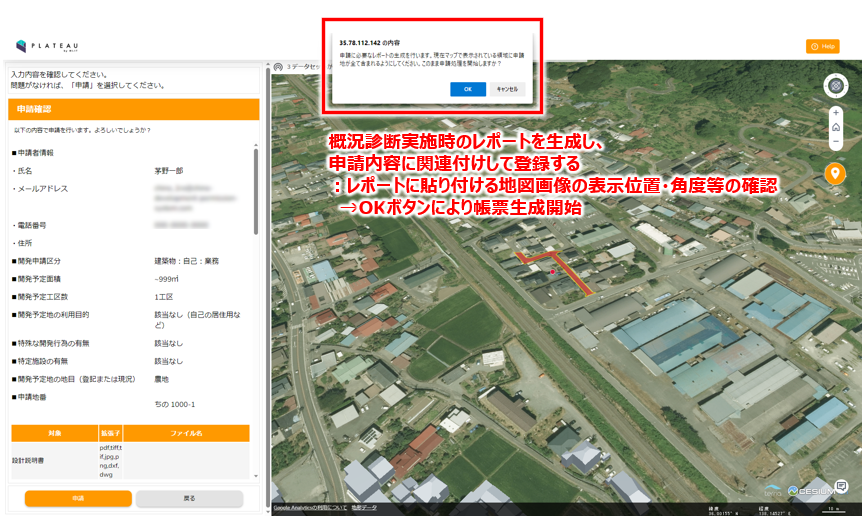 PLATEAU
by MLIT
Help
入力内容を確認してください。
問題がなければ、「申請」を選択してください。
申請確認
以下の内容で申請を行います。よろしいでしょうか？
■申請者情報
・氏名 茅野一郎
・メールアドレス
・電話番号
・住所
■開発申請区分 建築物：自己：業務
■開発予定面積 ~999㎡
■開発予定工区数 1工区
■開発予定地の利用目的 該当なし（自己の居住用な
ど）
■特殊な開発行為の有無 該当なし
■特定施設の有無 該当なし
■開発予定地の地目（登記または現況） 農地
■申請地番
ちの 1000-1
対象 拡張子 ファイル名
設計説明書
pdf,tiff,t
if,jpg,p
ng,dxf,
dwg
申請 戻る
35.78.112.142 の内容
申請に必要なレポートの生成を行います。現在マップで表示されている領域に申請
地が全て含まれるようにしてください。このまま申請処理を開始しますか？
OK キャンセル
3 データセッ
概況診断実施時のレポートを生成し、
申請内容に関連付けして登録する
：レポートに貼り付ける地図画像の表示位置・角度等の確認
→OKボタンにより帳票生成開始
Google Analyticsの利用について 地図データ
CESIUM
緯度
経度
10 m